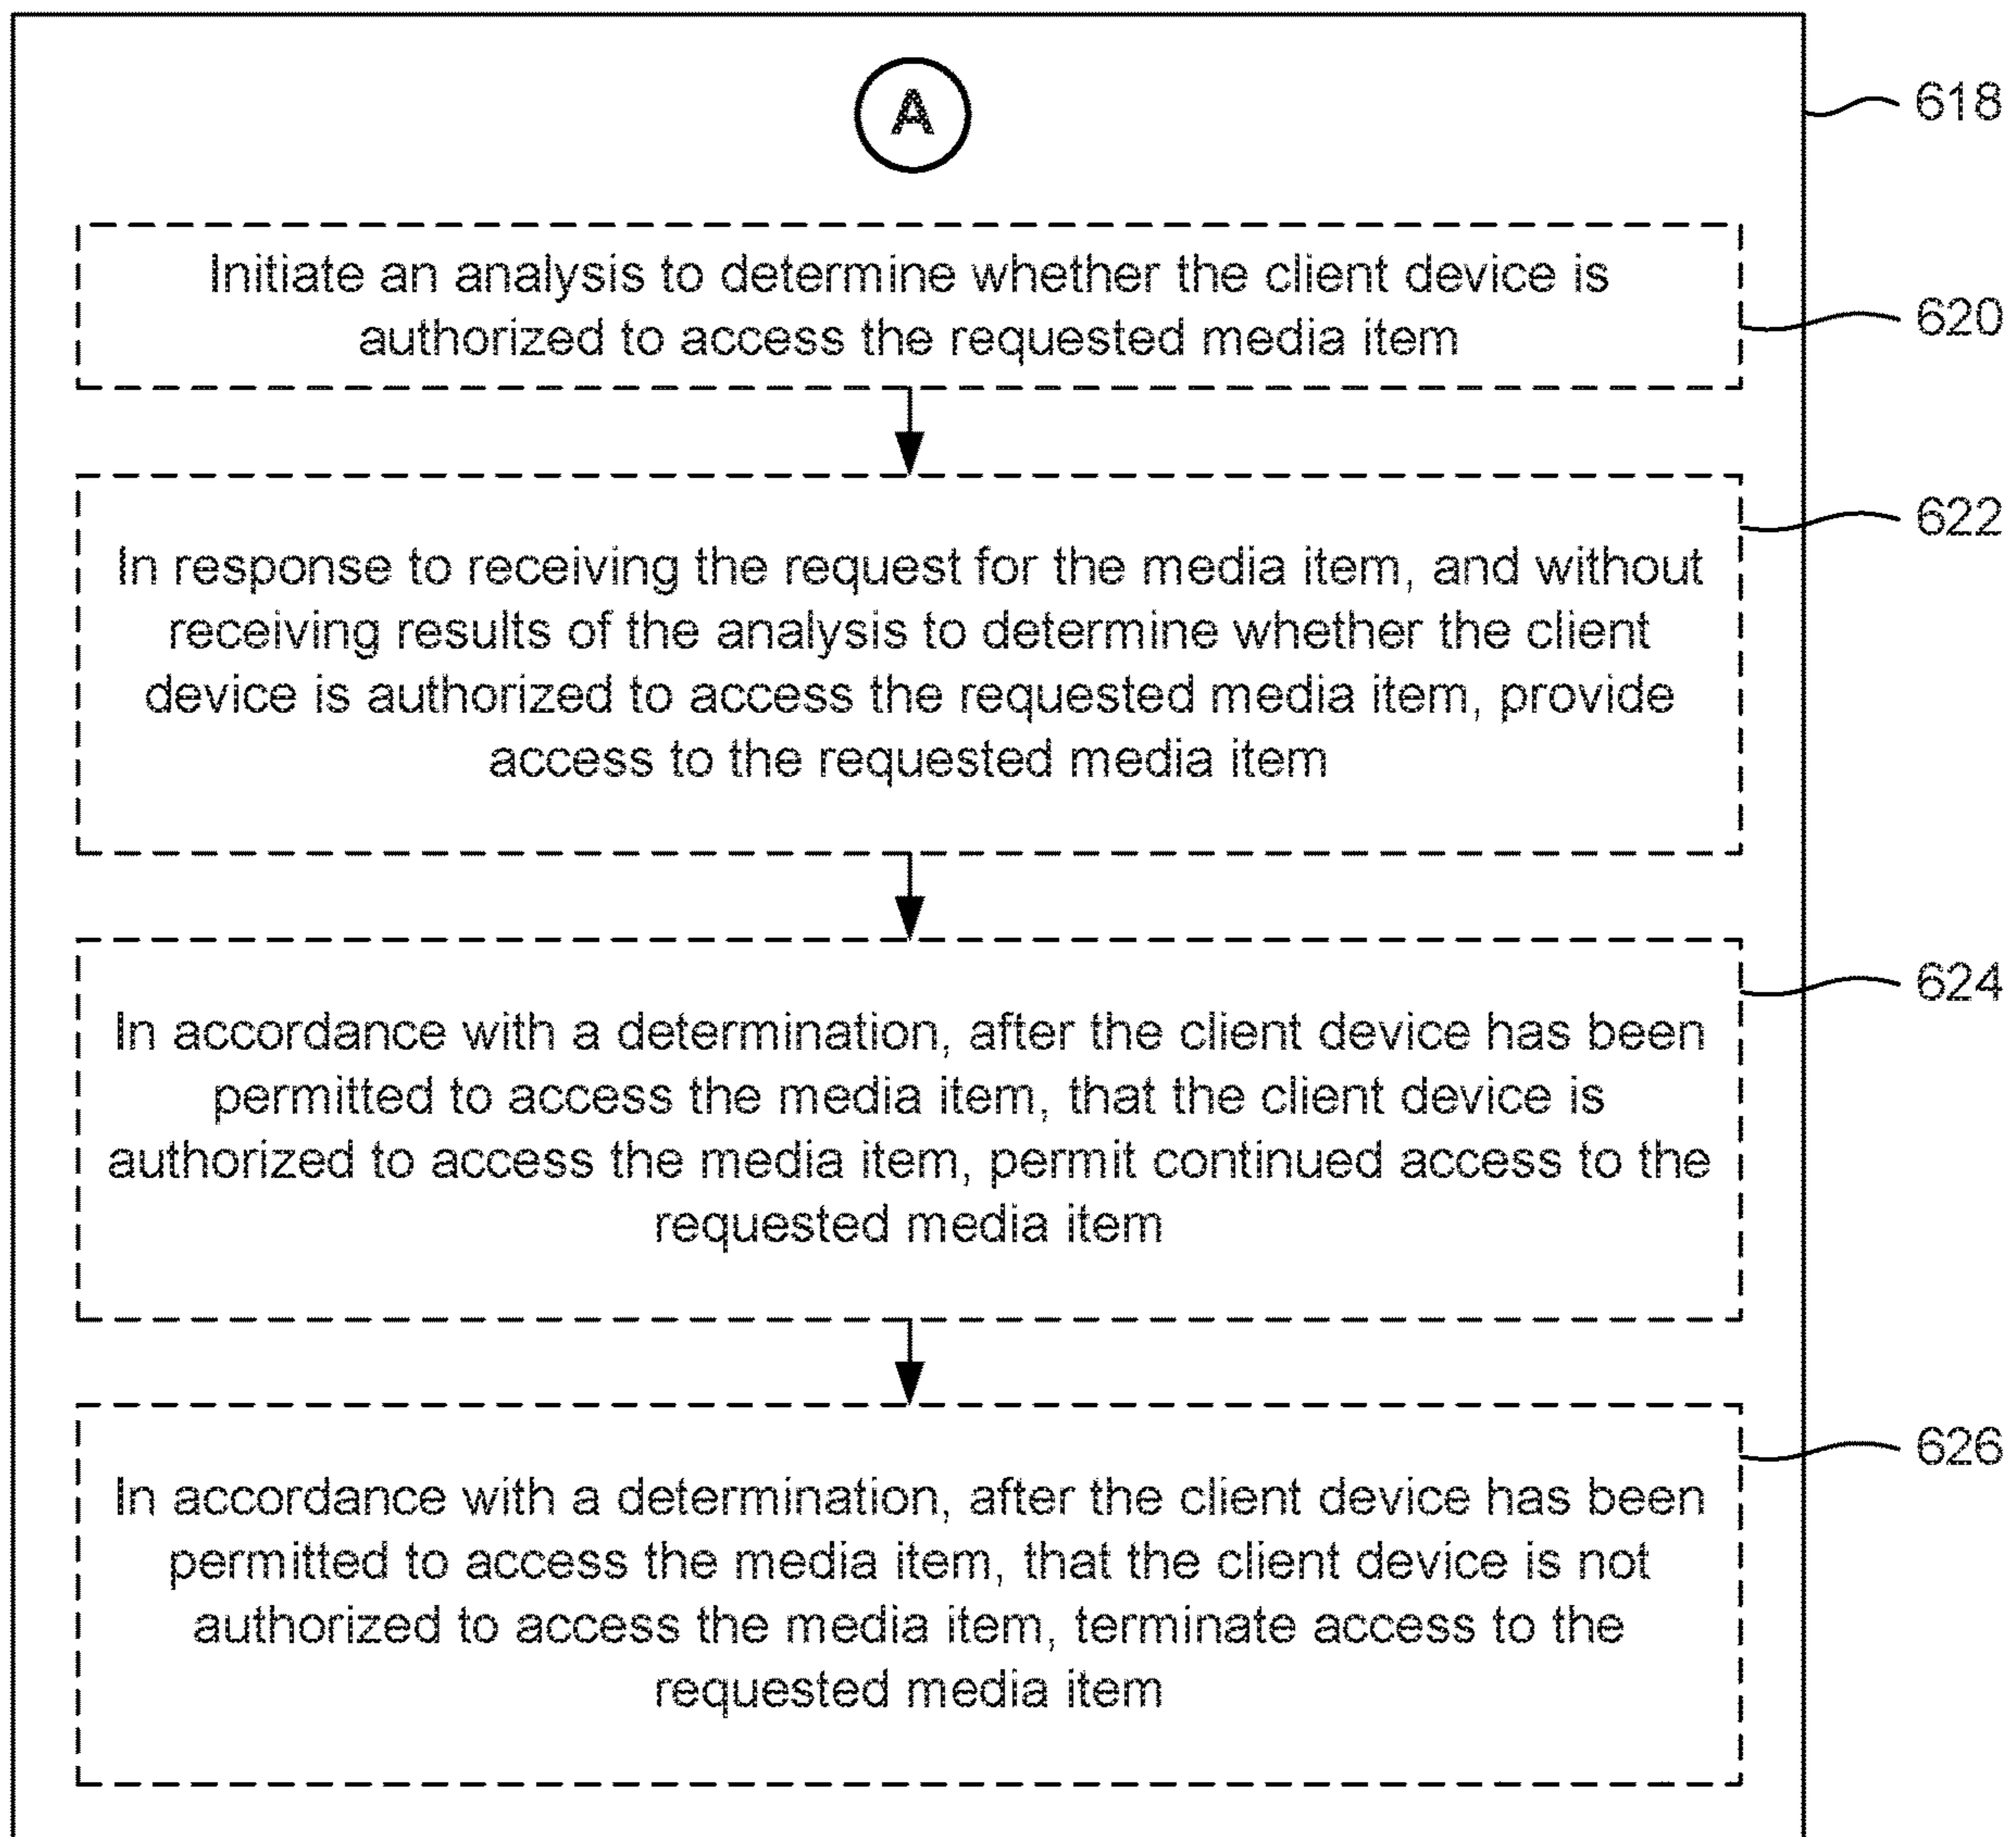 A
618
Initiate an analysis to determine whether the client device is
authorized to access the requested media item
620
In response to receiving the request for the media item, and without
receiving results of the analysis to determine whether the client
device is authorized to access the requested media item, provide
access to the requested media item
622
In accordance with a determination, after the client device has been
permitted to access the media item, that the client device is
authorized to access the media item, permit continued access to the
requested media item
624
In accordance with a determination, after the client device has been
permitted to access the media item, that the client device is not
authorized to access the media item, terminate access to the
requested media item
626